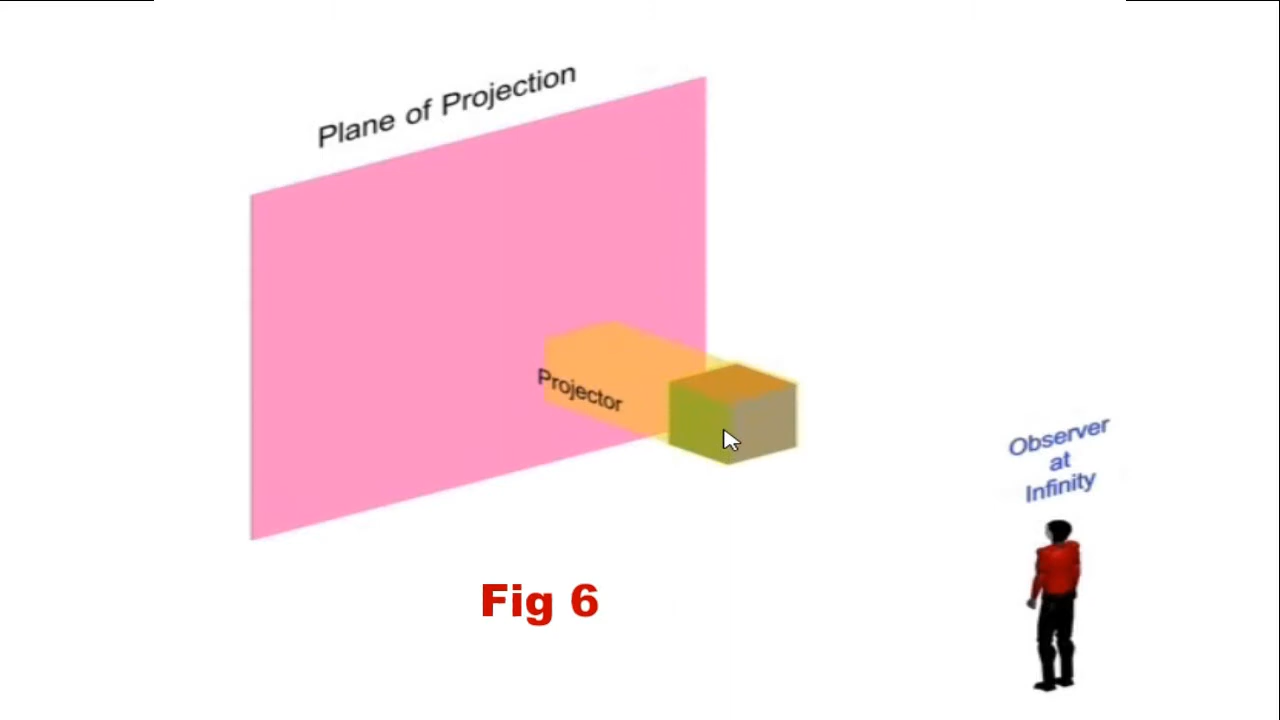 Plane of Projection
Projector
Observer
at
Infinity
Fig 6